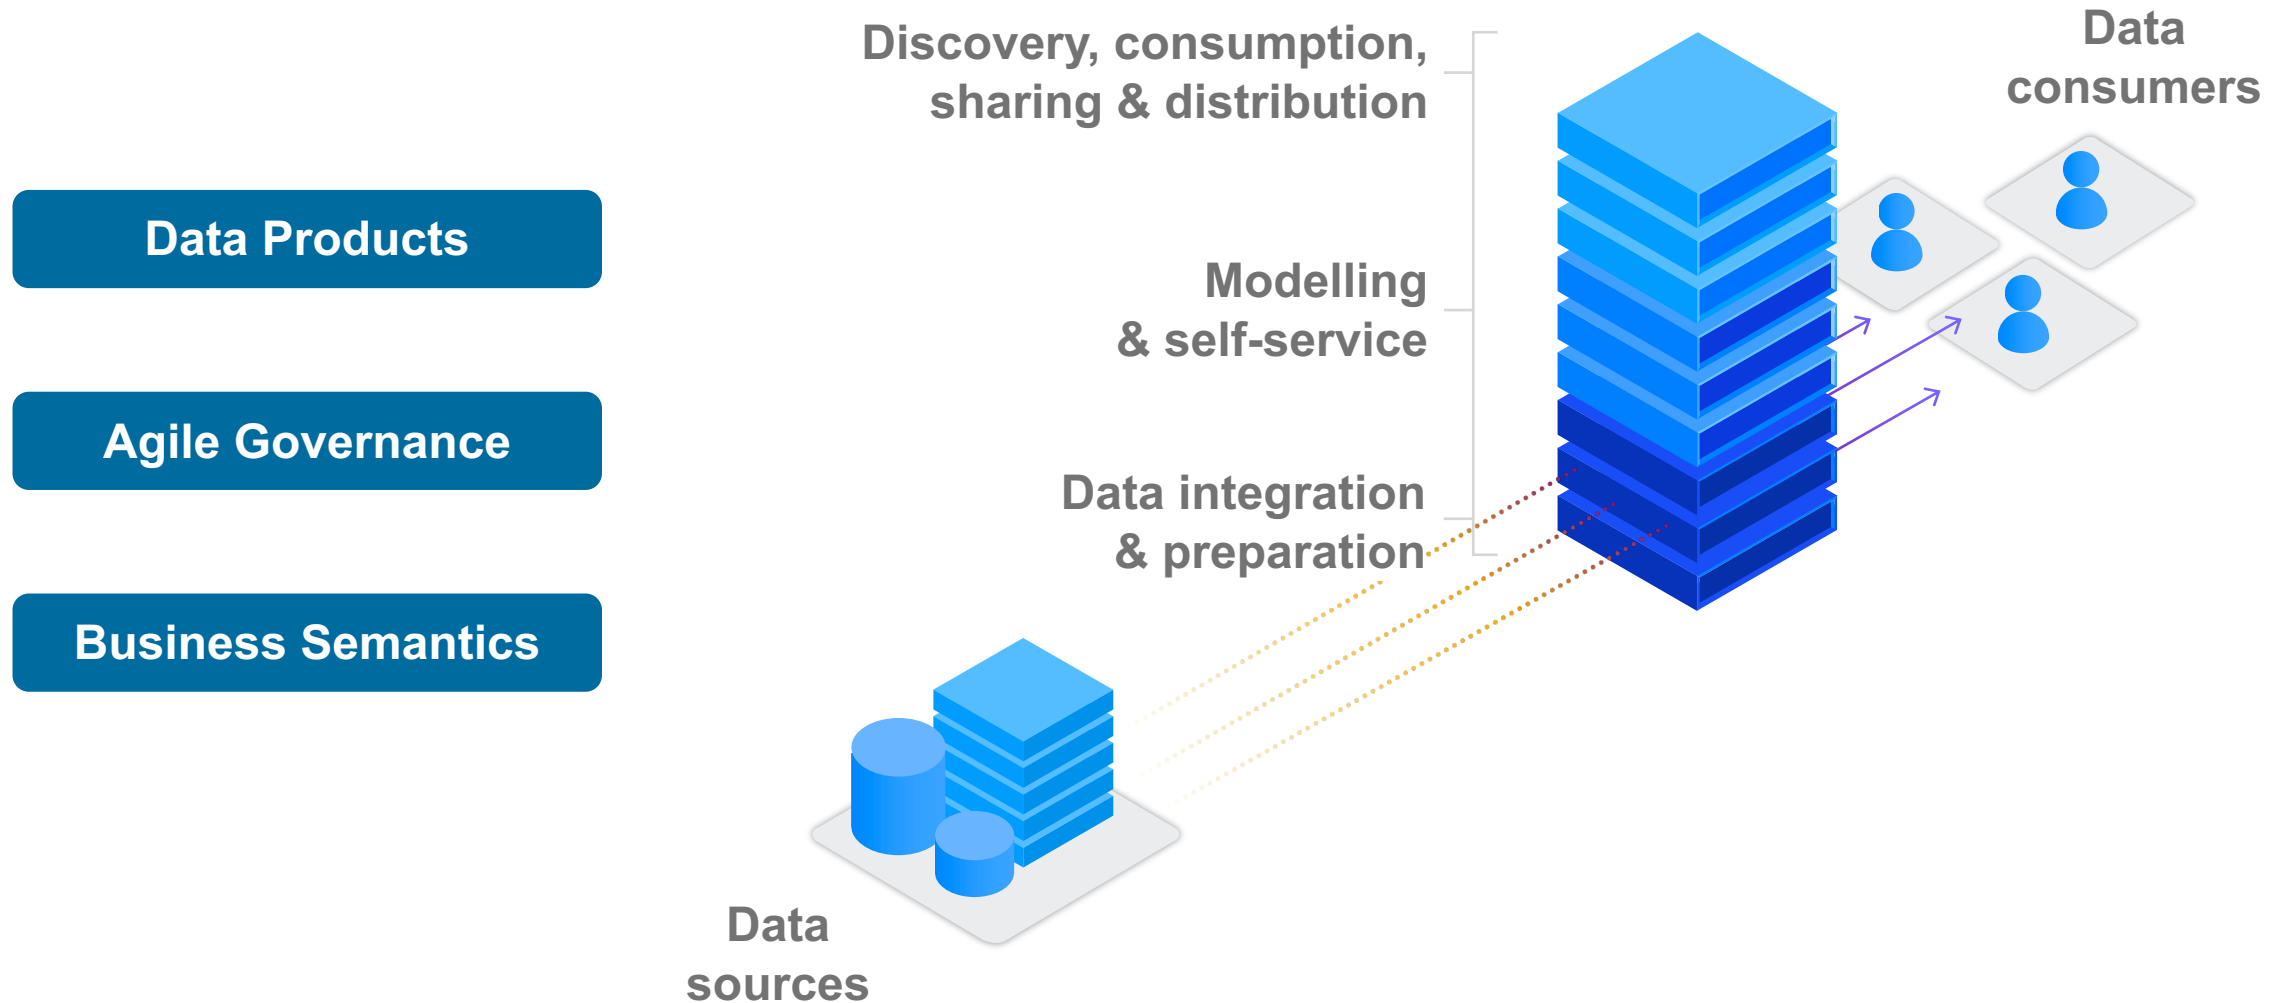 Data Products
Agile Governance
Business Semantics
Discovery, consumption,
sharing & distribution
Modelling
& self-service
Data integration
& preparation
Data
sources
Data
consumers